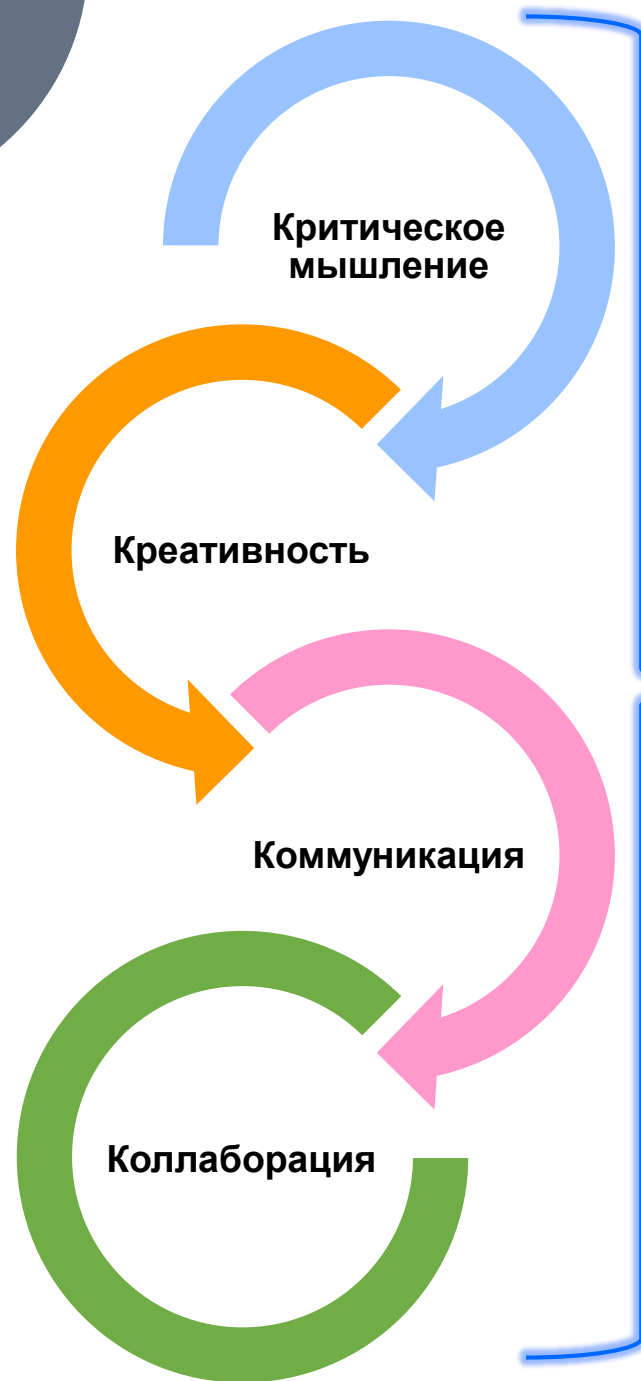 Критическое
мышление
Креативность
Коммуникация
Коллаборация